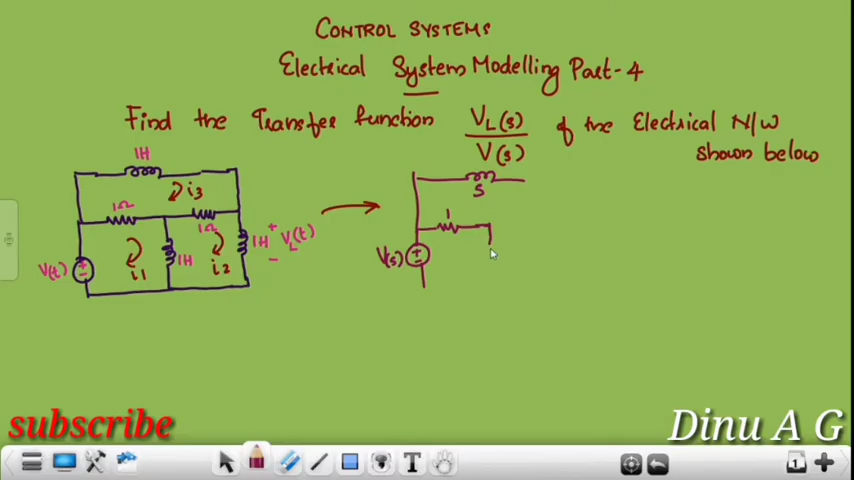 CONTROL SYSTEMS
Electrical System Modelling Part-4
Find the Transfer function VL(s)/V(s) of the Electrical N/W
shown below
1H
i3
S
1Ω
1Ω
1
1H
+
VL(t)
-
V(t)
+
-
i1
1H
i2
V(s)
+
-
subscribe
Dinu A G
T
1